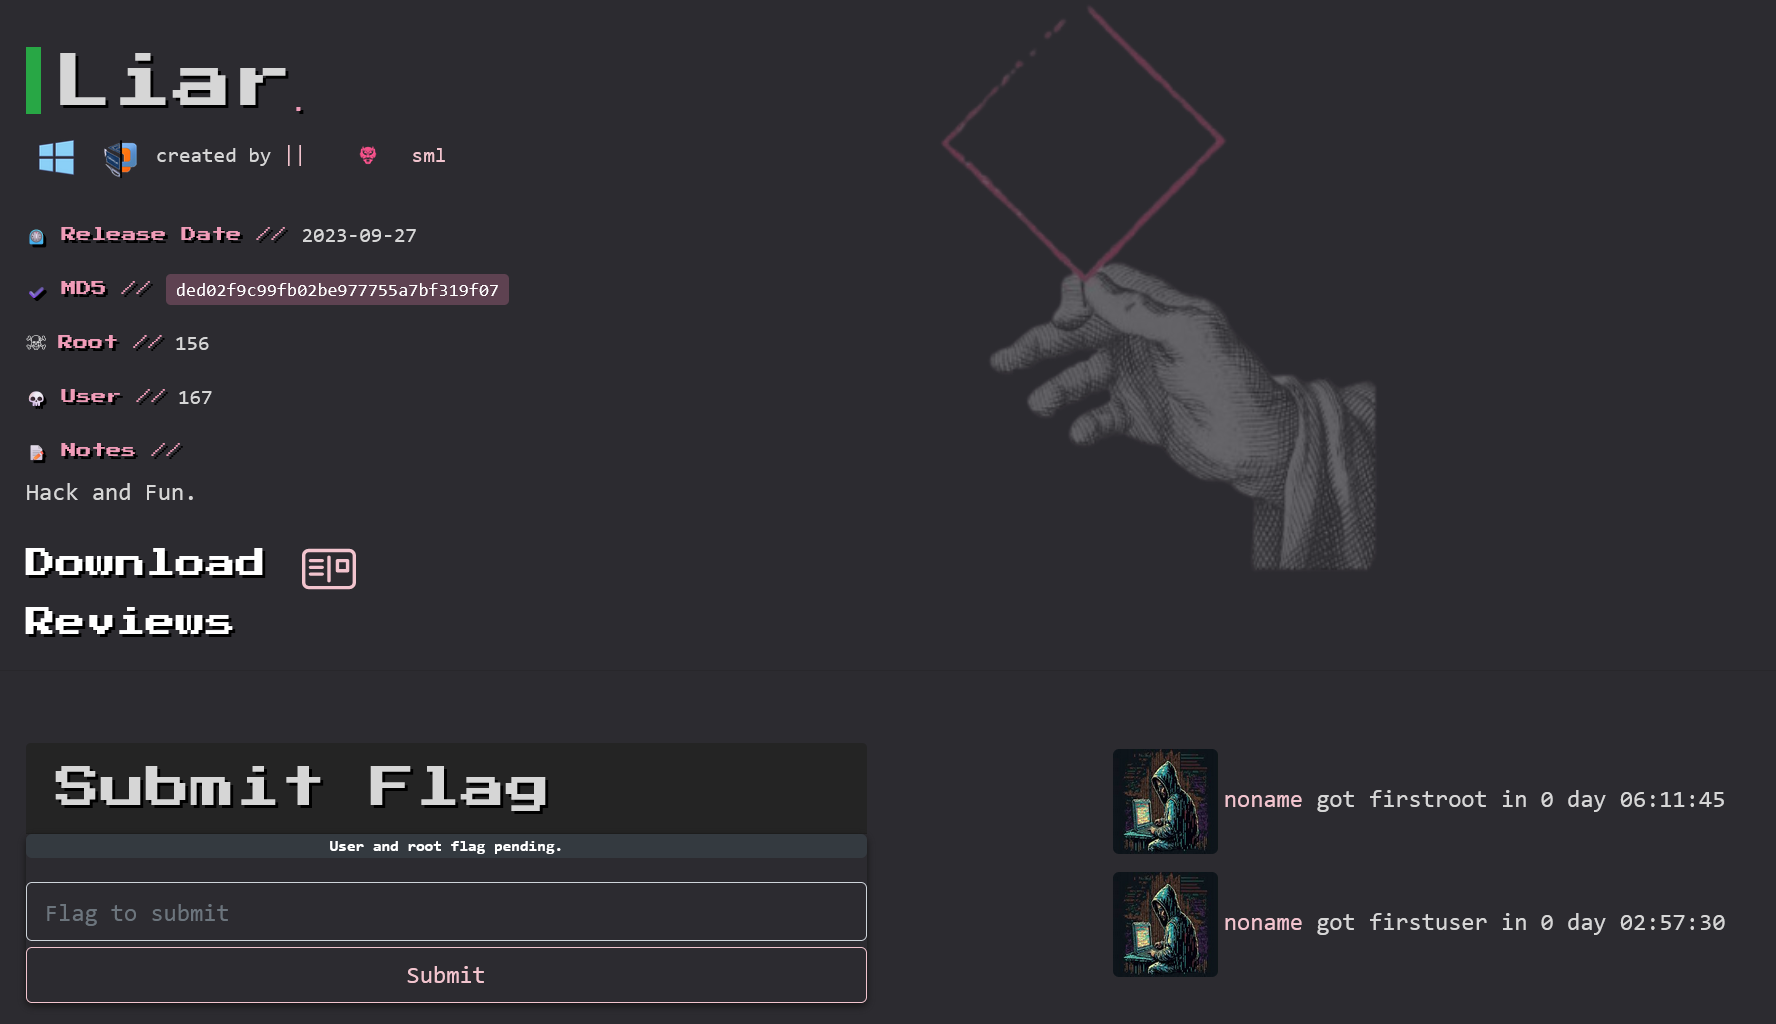 Liar.
created by || sml
Release Date // 2023-09-27
MD5 // ded02f9c99fb02be977755a7bf319f07
Root // 156
User // 167
Notes //
Hack and Fun.
Download
Reviews
Submit Flag
User and root flag pending.
Flag to submit
Submit
noname got firstroot in 0 day 06:11:45
noname got firstuser in 0 day 02:57:30